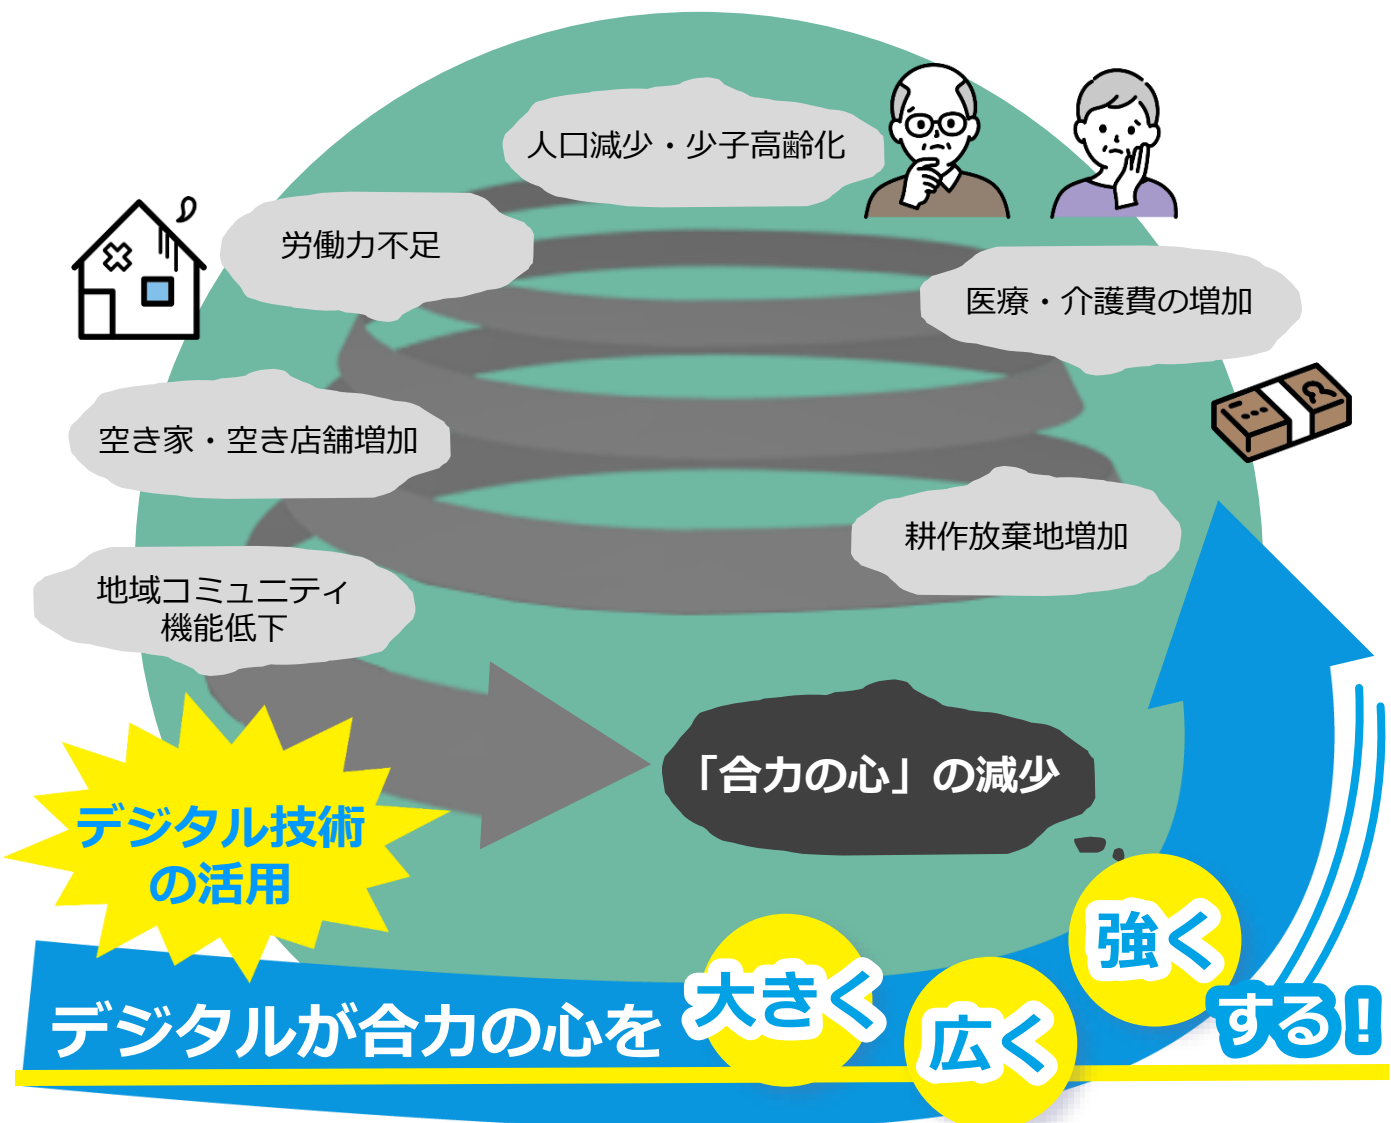 人口減少・少子高齢化
労働力不足
医療・介護費の増加
空き家・空き店舗増加
耕作放棄地増加
地域コミュニティ
機能低下
「合力の心」の減少
デジタル技術
の活用
デジタルが合力の心を
大きく
広く
強く
する!